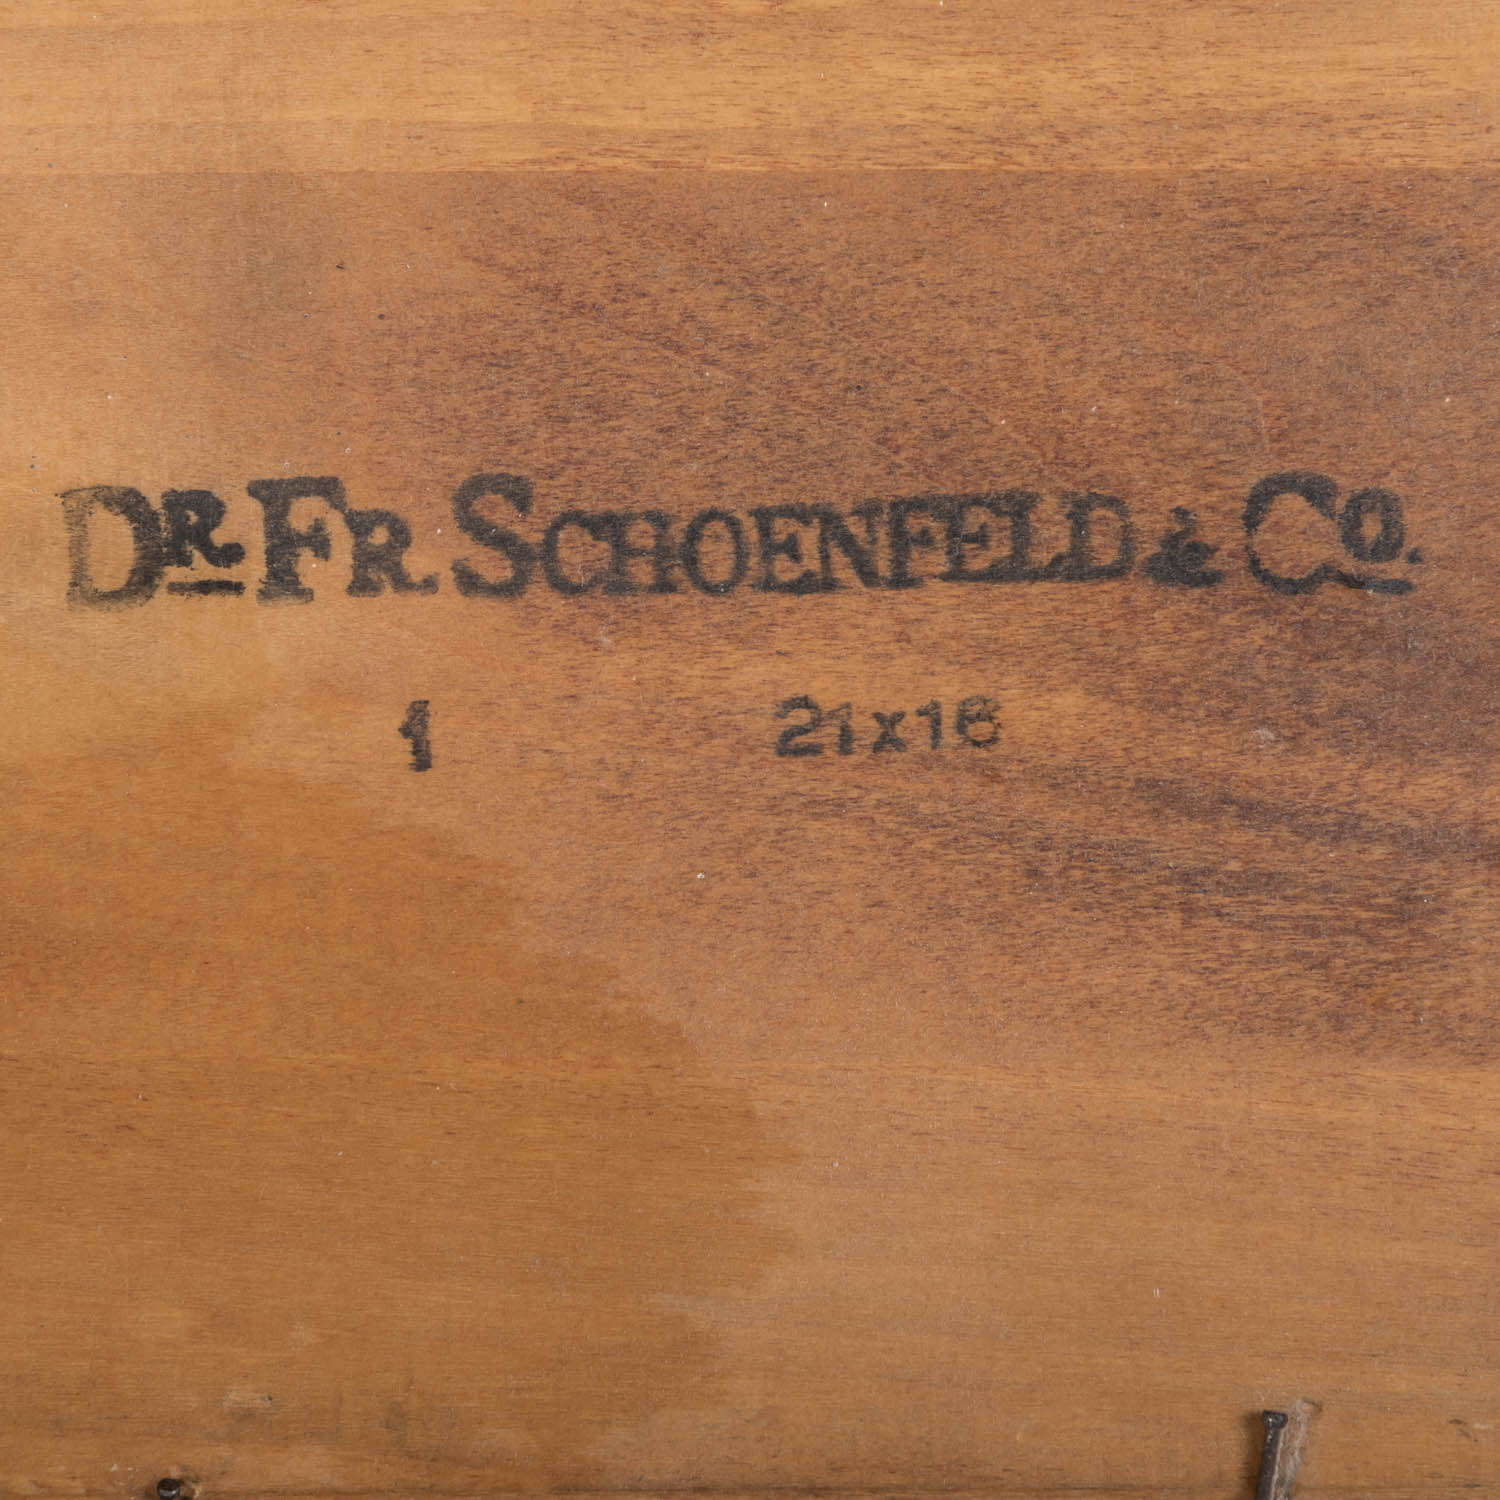 DR FR SCHOENFELD & CO.
1 21x16